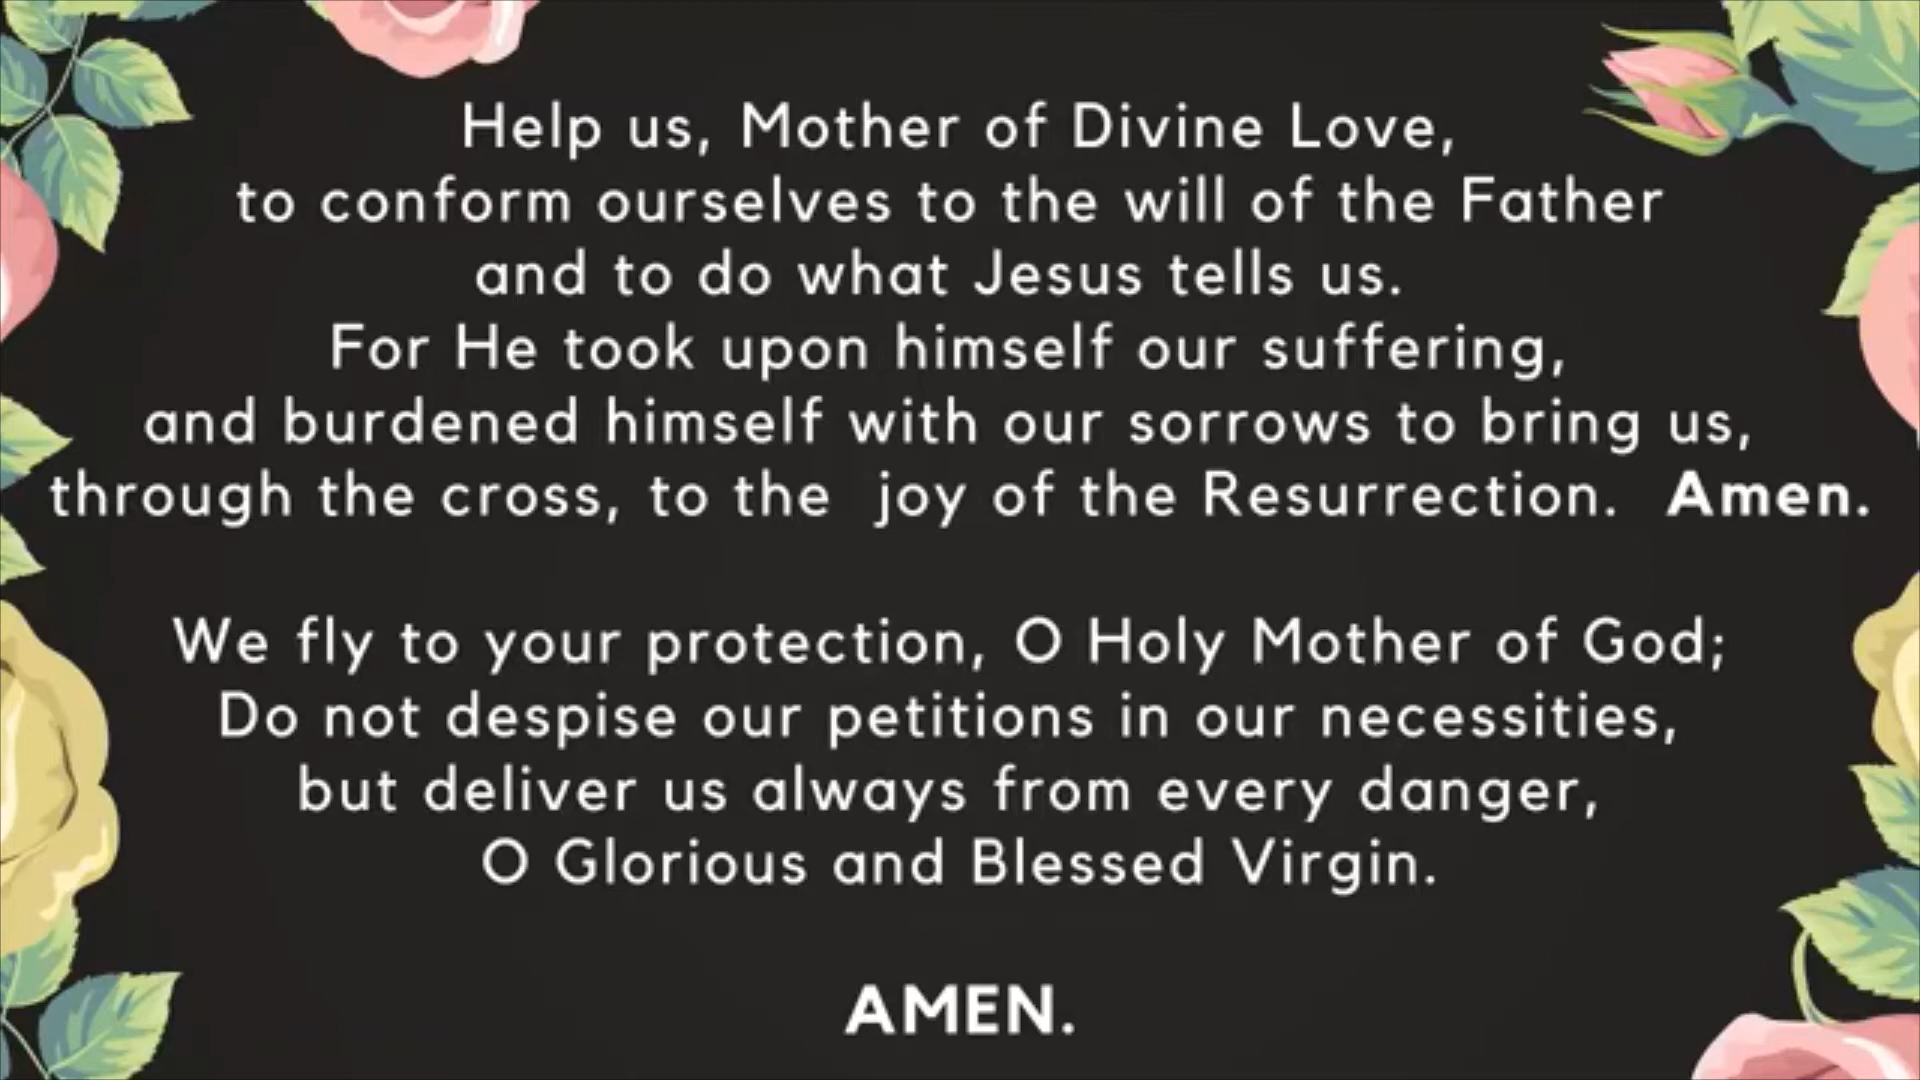 Help us, Mother of Divine Love,
to conform ourselves to the will of the Father
and to do what Jesus tells us.
For He took upon himself our suffering,
and burdened himself with our sorrows to bring us,
through the cross, to the joy of the Resurrection. Amen.
We fly to your protection, O Holy Mother of God;
Do not despise our petitions in our necessities,
but deliver us always from every danger,
O Glorious and Blessed Virgin.
AMEN.